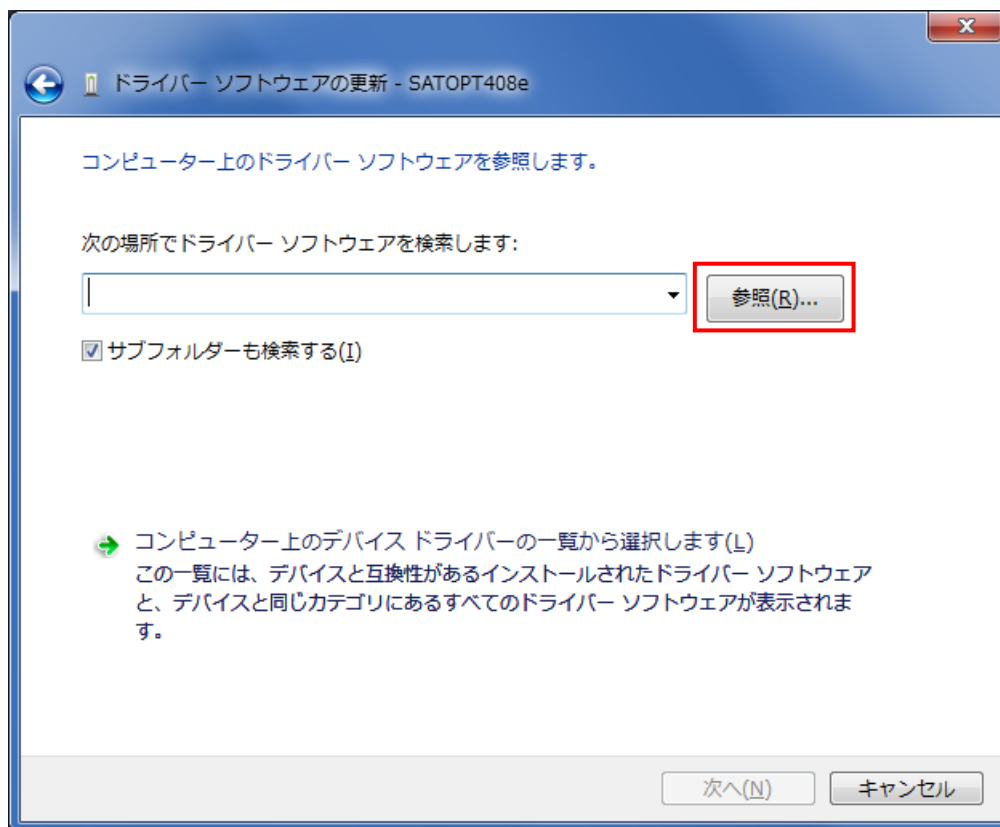 ドライバー ソフトウェアの更新 - SATOPT408e
コンピューター上のドライバー ソフトウェアを参照します。
次の場所でドライバー ソフトウェアを検索します:
参照(R)...
サブフォルダーも検索する(I)
コンピューター上のデバイス ドライバーの一覧から選択します(L)
この一覧には、デバイスと互換性があるインストールされたドライバー ソフトウェア
と、デバイスと同じカテゴリにあるすべてのドライバー ソフトウェアが表示されま
す。
次へ(N)
キャンセル